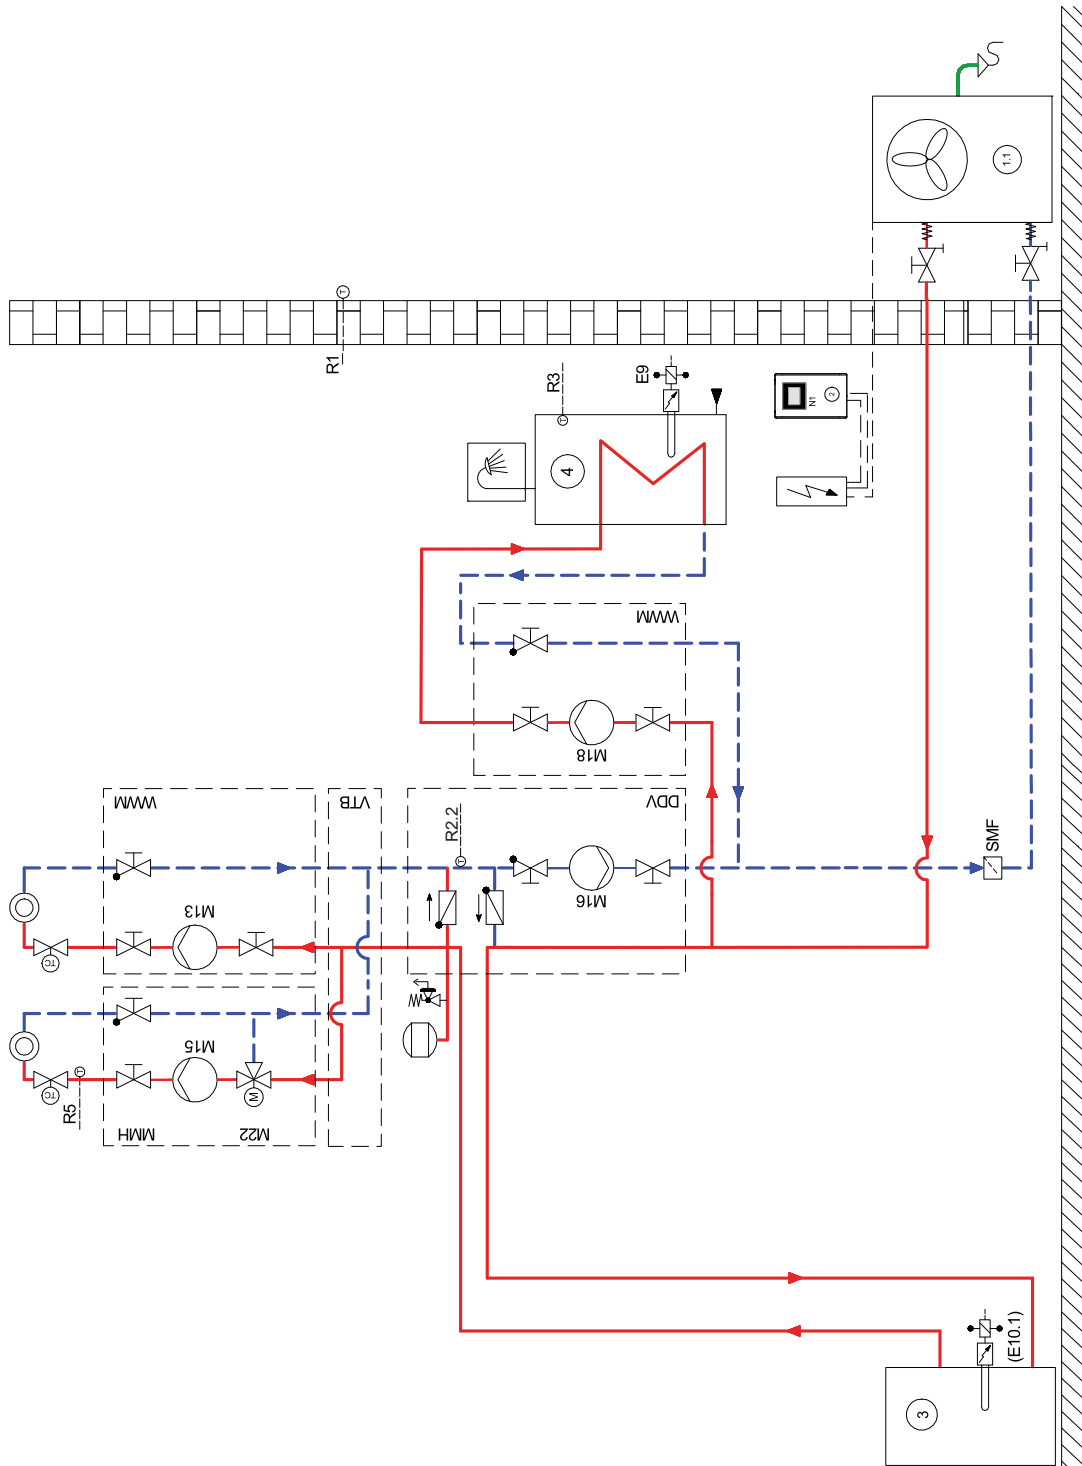 1.1
T
R1
R3
T
E9
4
N1
2
WWM
M18
WWM
VTB
R2.2
T
DDV
M13
M16
SMF
TC
M15
TC
T
R5
M
MMH
M22
(E10.1)
3